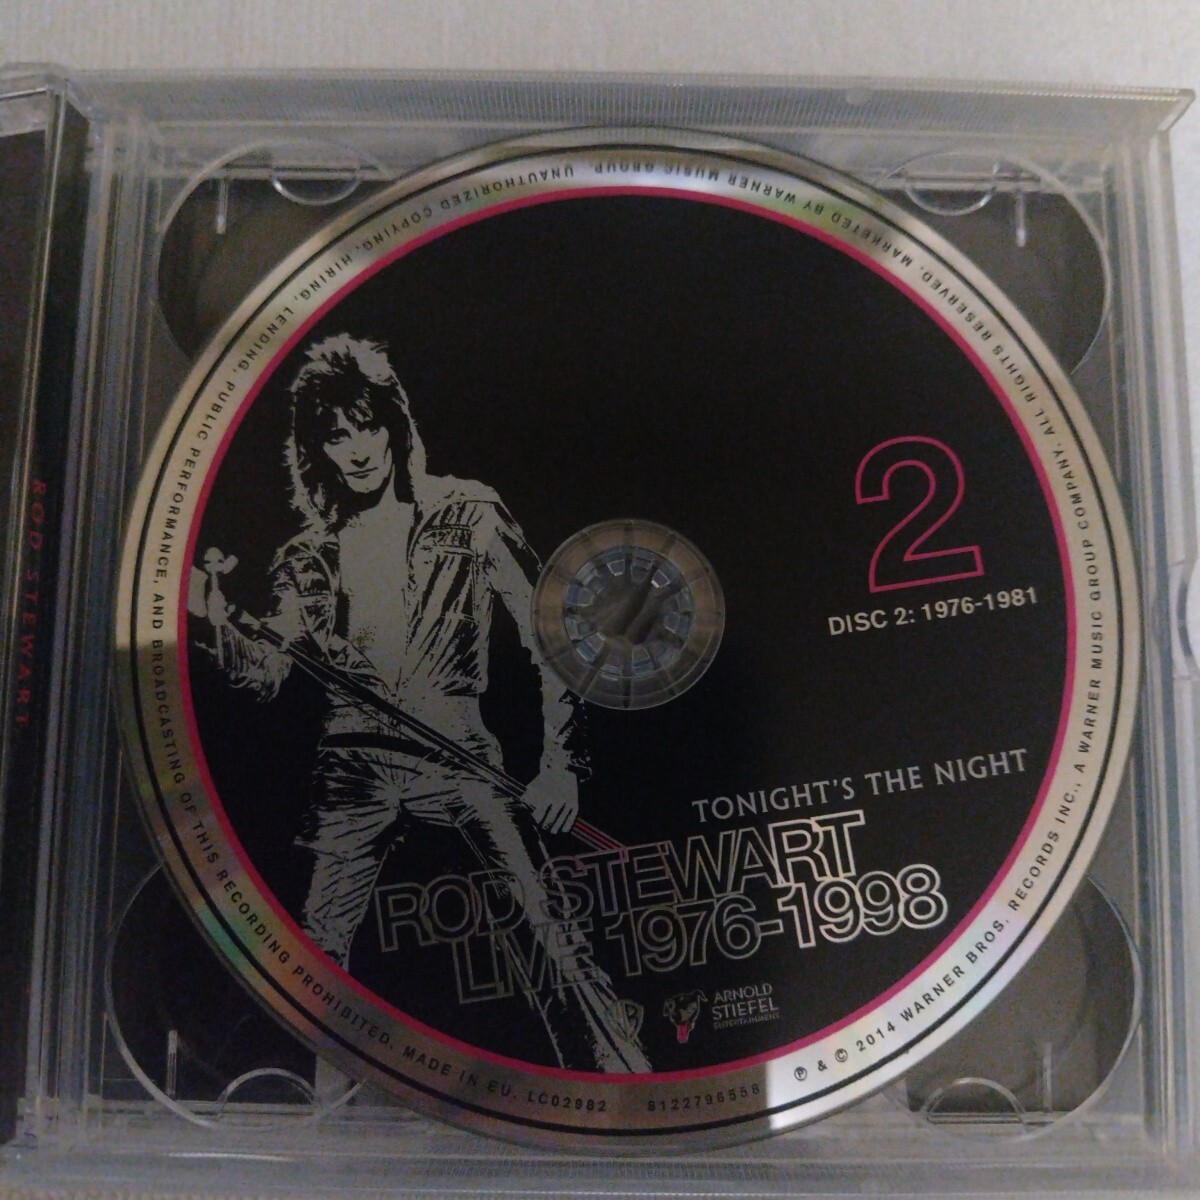 ROD STEWART
2
DISC 2: 1976-1981
TONIGHT'S THE NIGHT
ROD STEWART
LIVE 1976-1998
WB
ARNOLD
STIEFEL
ENTERTAINMENT
℗ & © 2014 WARNER BROS. RECORDS INC., A WARNER MUSIC GROUP COMPANY. ALL RIGHTS RESERVED. MARKETED BY WARNER MUSIC GROUP. UNAUTHORIZED COPYING, HIRING, LENDING, PUBLIC PERFORMANCE, AND BROADCASTING OF THIS RECORDING PROHIBITED. MADE IN EU. LC02982 8122796558